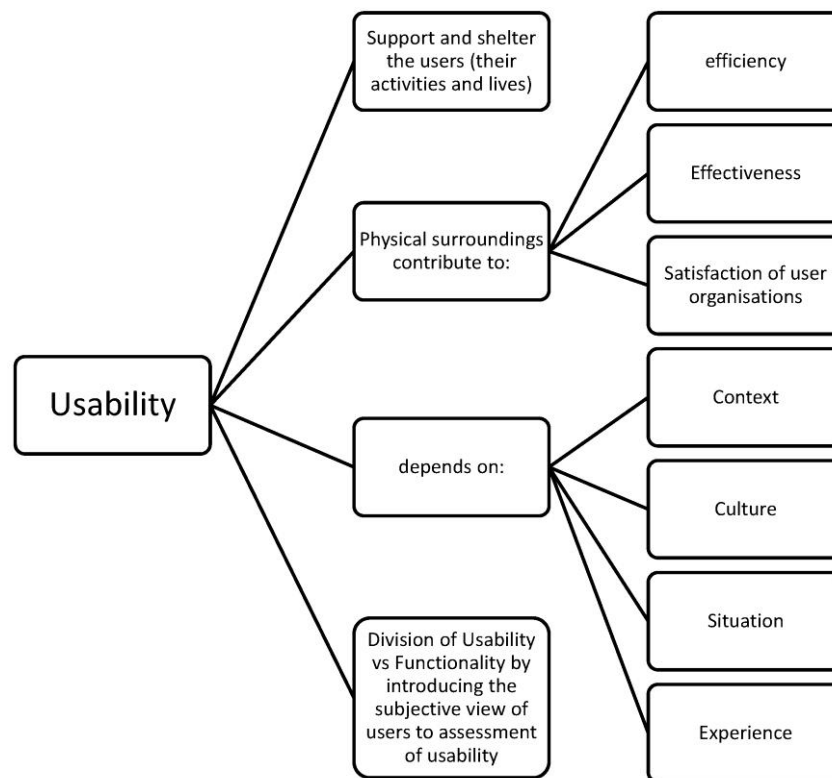 Usability
Support and shelter
the users (their
activities and lives)
Physical surroundings
contribute to:
efficiency
Effectiveness
Satisfaction of user
organisations
depends on:
Context
Culture
Situation
Experience
Division of Usability
vs Functionality by
introducing the
subjective view of
users to assessment
of usability